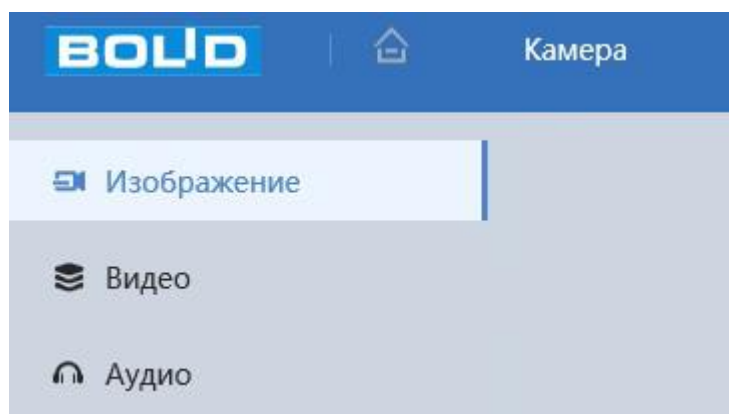 BOLID
Камера
Изображение
Видео
Аудио